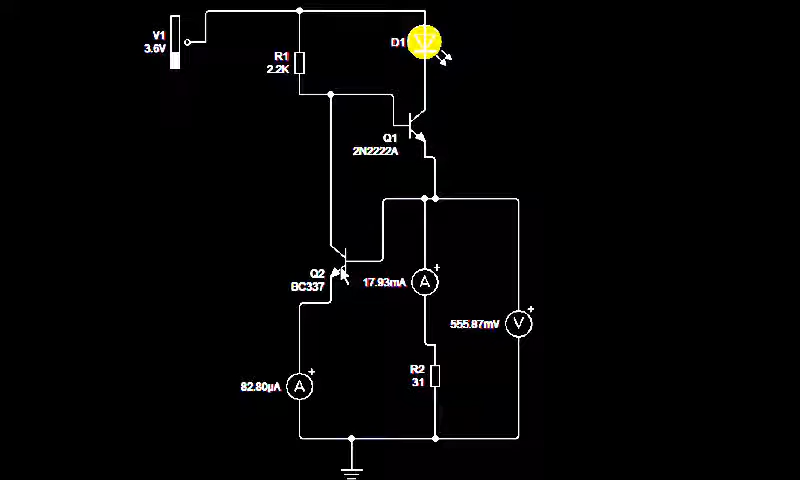 V1
3.6V
D1
R1
2.2K
Q1
2N2222A
Q2
BC337
17.93mA
A
+
555.87mV
V
+
R2
31
82.80µA
A
+